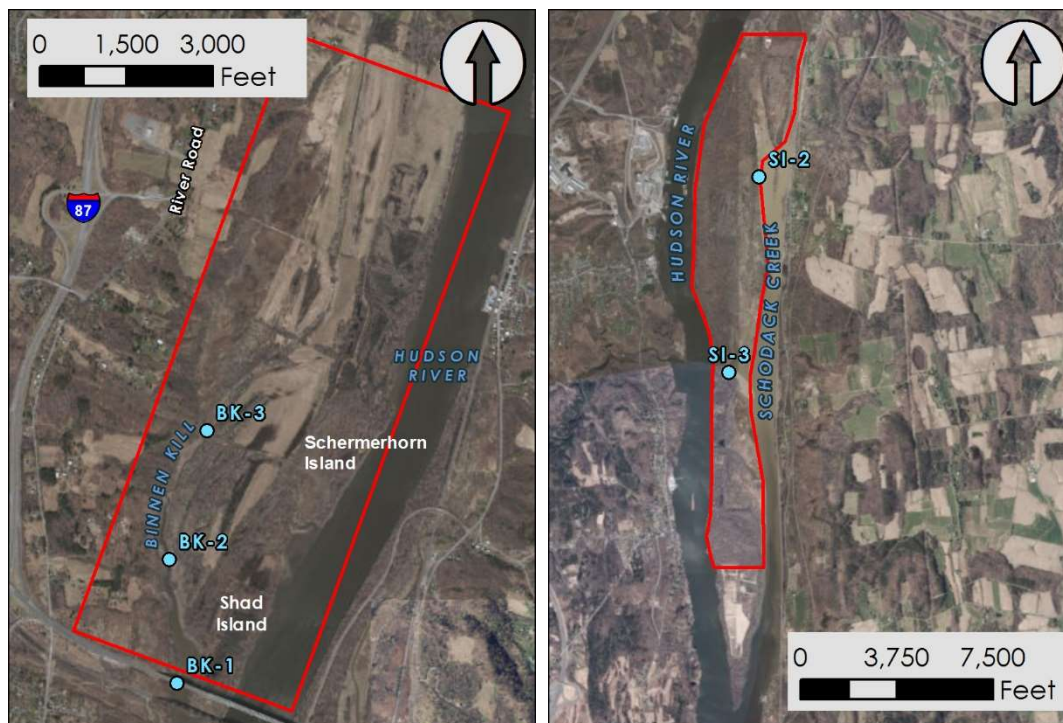 0 1,500 3,000
Feet
River Road
87
HUDSON
RIVER
BK-3
BINNEN KILL
Schermerhorn
Island
BK-2
Shad
Island
BK-1
HUDSON RIVER
SI-2
SCHODACK CREEK
SI-3
0 3,750 7,500
Feet